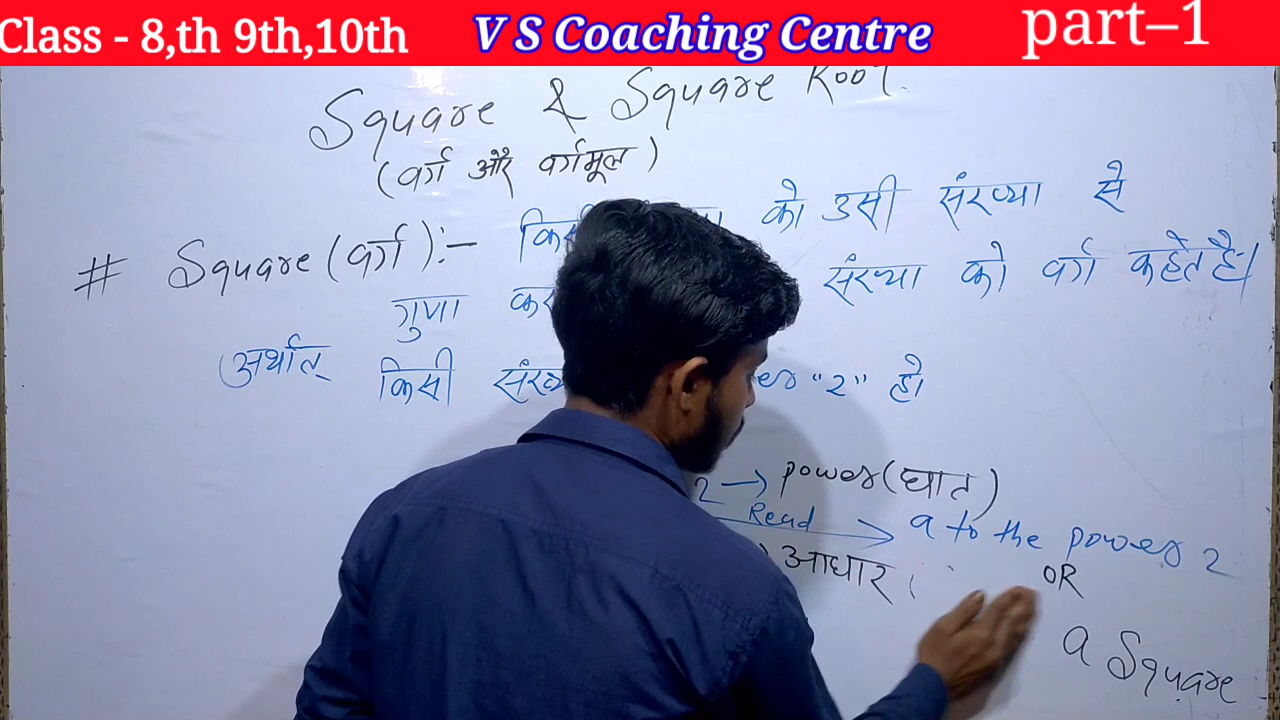 Class - 8,th 9th,10th V S Coaching Centre part–1
Square & Square Root.
(वर्ग और वर्गमूल)
# Square (वर्ग) :- को उसी संख्या से
गुणा संख्या को वर्ग कहते है।
अर्थात् किसी "2" हो
2 → power(घात)
Read → a to the power 2
आधार OR
a Square